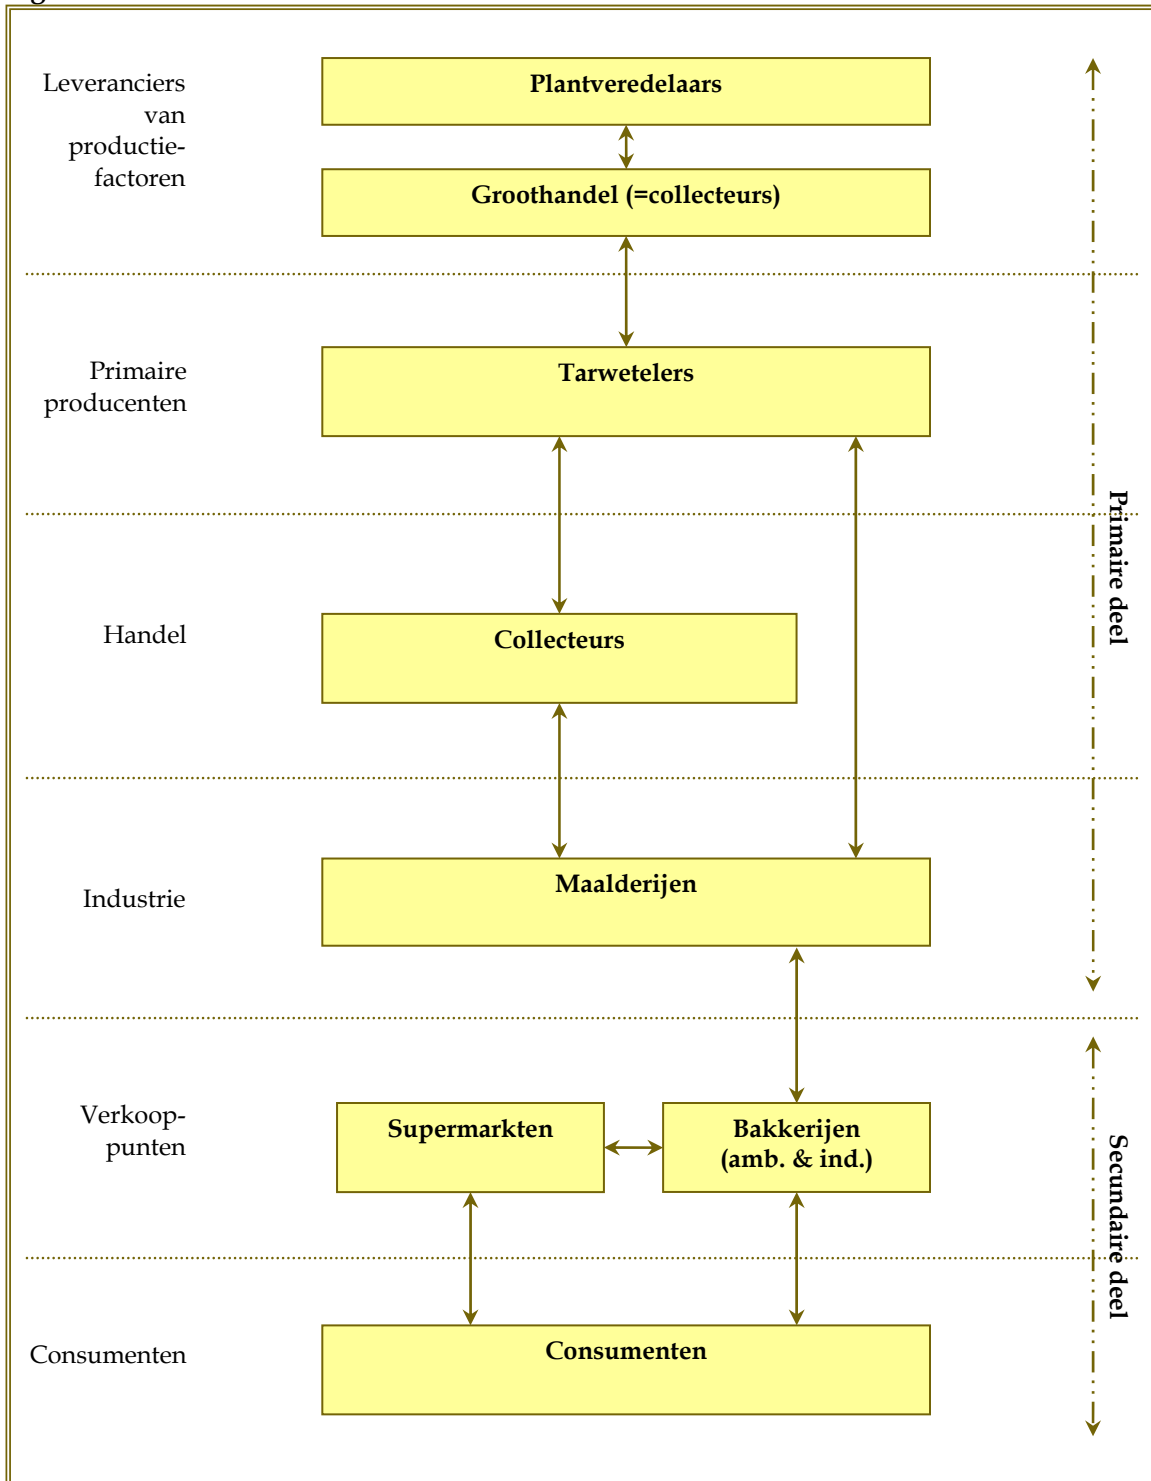 Leveranciers
van
productie-
factoren
Plantveredelaars
Groothandel (=collecteurs)
Primaire
producenten
Tarwetelers
Primaire deel
Handel
Collecteurs
Industrie
Maalderijen
Verkoop-
punten
Supermarkten
Bakkerijen
(amb. & ind.)
Secundaire deel
Consumenten
Consumenten